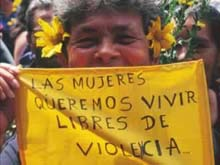 LAS MUJERES
QUEREMOS VIVIR
LIBRES DE
VIOLENCIA...